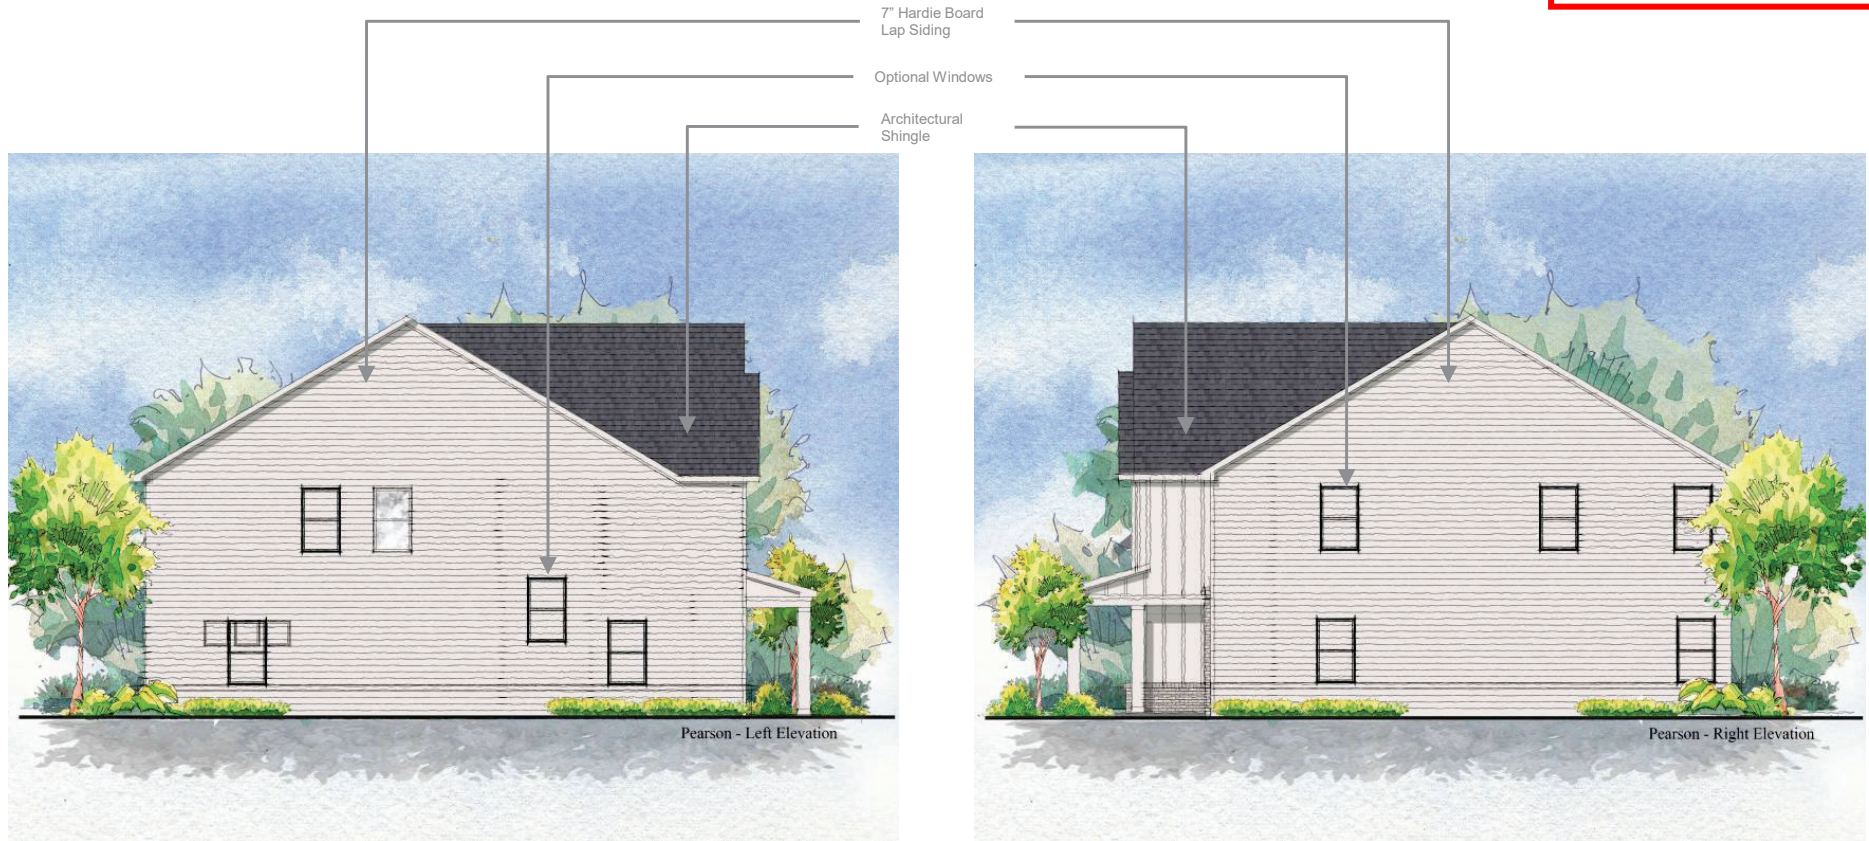 7” Hardie Board
Lap Siding
Optional Windows
Architectural
Shingle
Pearson - Left Elevation
Pearson - Right Elevation